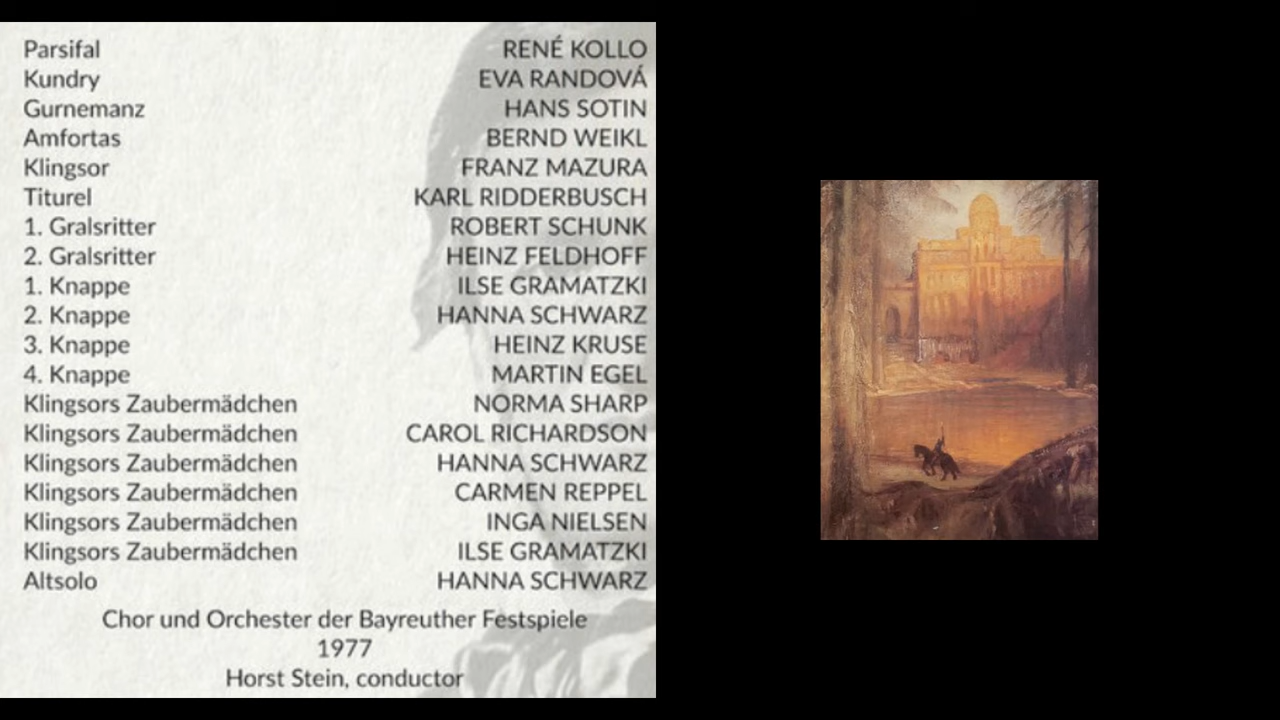 Parsifal RENÉ KOLLO
Kundry EVA RANDOVÁ
Gurnemanz HANS SOTIN
Amfortas BERND WEIKL
Klingsor FRANZ MAZURA
Titurel KARL RIDDERBUSCH
1. Gralsritter ROBERT SCHUNK
2. Gralsritter HEINZ FELDHOFF
1. Knappe ILSE GRAMATZKI
2. Knappe HANNA SCHWARZ
3. Knappe HEINZ KRUSE
4. Knappe MARTIN EGEL
Klingsors Zaubermädchen NORMA SHARP
Klingsors Zaubermädchen CAROL RICHARDSON
Klingsors Zaubermädchen HANNA SCHWARZ
Klingsors Zaubermädchen CARMEN REPPEL
Klingsors Zaubermädchen INGA NIELSEN
Klingsors Zaubermädchen ILSE GRAMATZKI
Altsolo HANNA SCHWARZ
Chor und Orchester der Bayreuther Festspiele
1977
Horst Stein, conductor